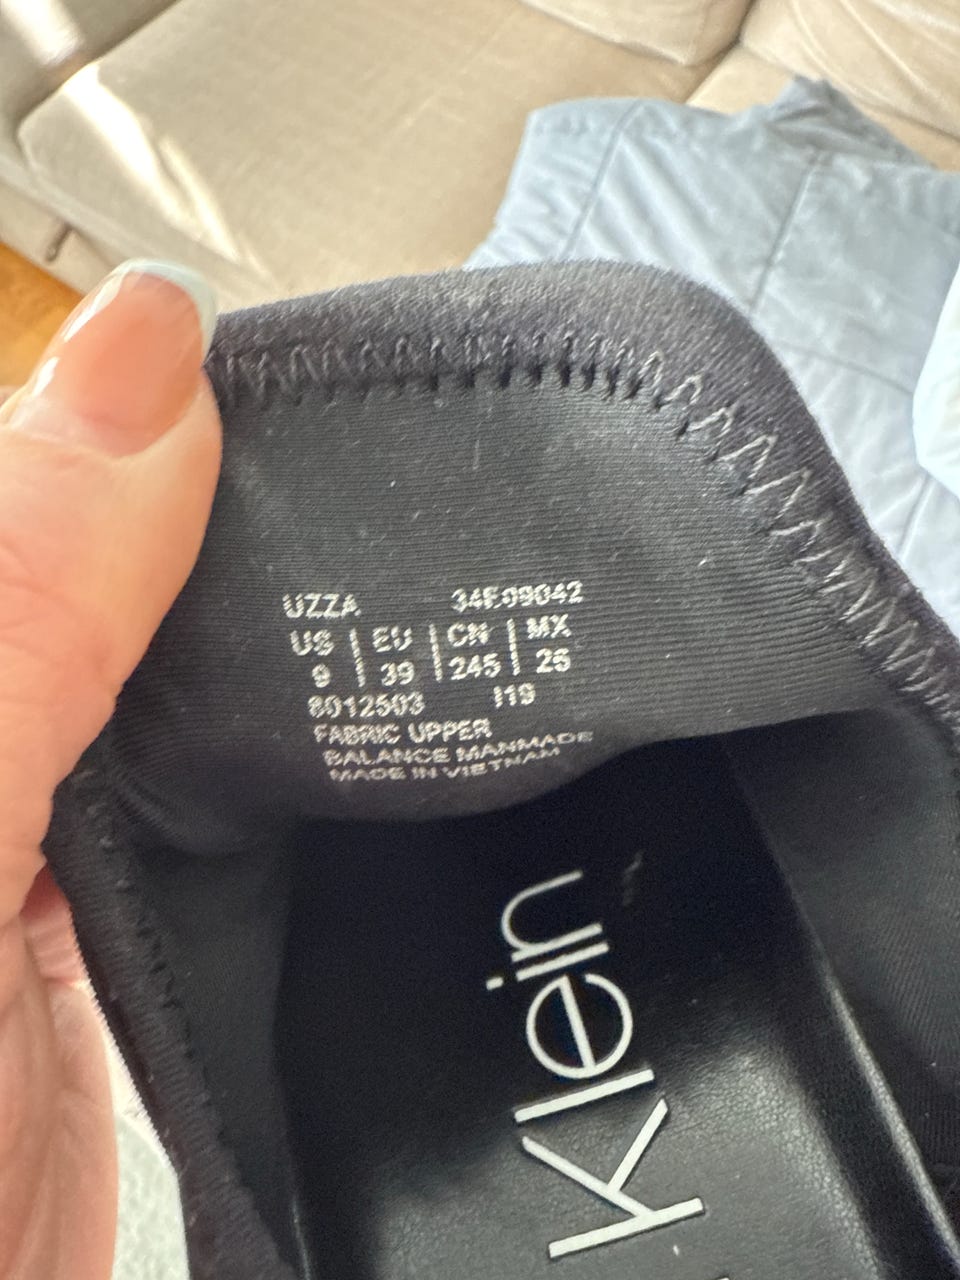 UZZA 34E09042
US | EU | CN | MX
9 | 39 | 245 | 26
6012503 I19
FABRIC UPPER
BALANCE MANMADE
MADE IN VIETNAM
Klein